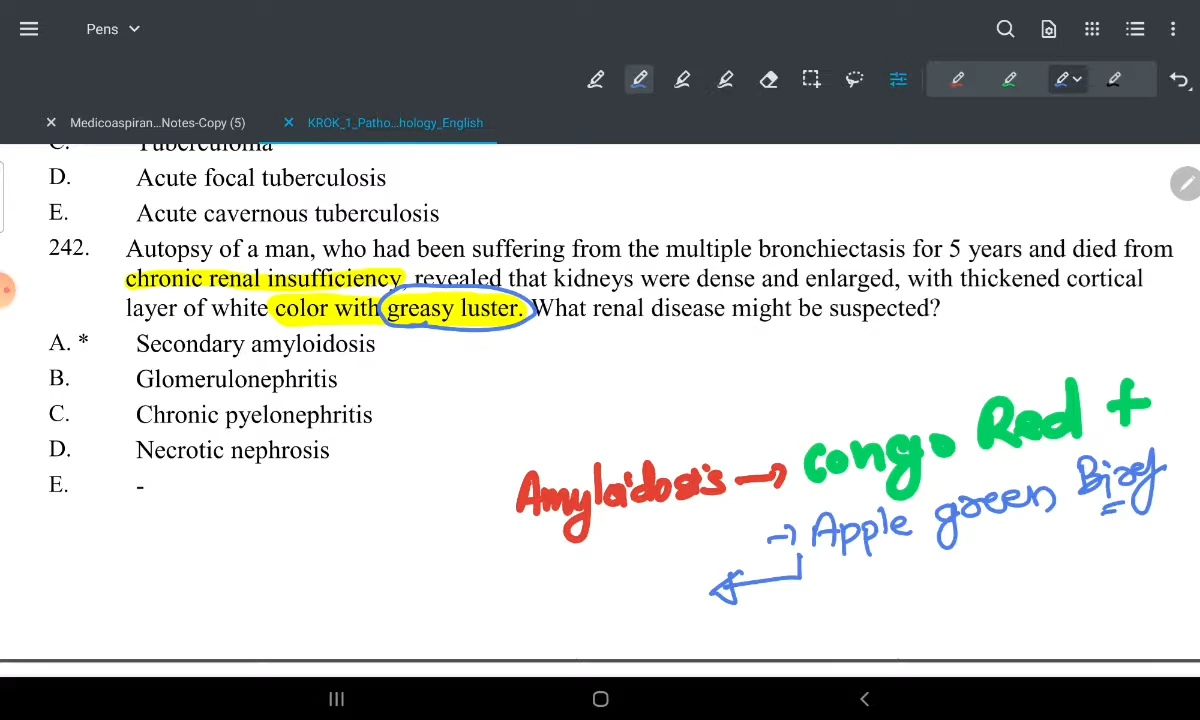 Pens
Medicoaspiran...Notes-Copy (5)
KROK_1_Patho...hology_English
C. Tuberculoma
D. Acute focal tuberculosis
E. Acute cavernous tuberculosis
242. Autopsy of a man, who had been suffering from the multiple bronchiectasis for 5 years and died from
chronic renal insufficiency, revealed that kidneys were dense and enlarged, with thickened cortical
layer of white color with greasy luster. What renal disease might be suspected?
A. * Secondary amyloidosis
B. Glomerulonephritis
C. Chronic pyelonephritis
D. Necrotic nephrosis
E. -
Amyloidosis → congo Red +
→ Apple green Biref